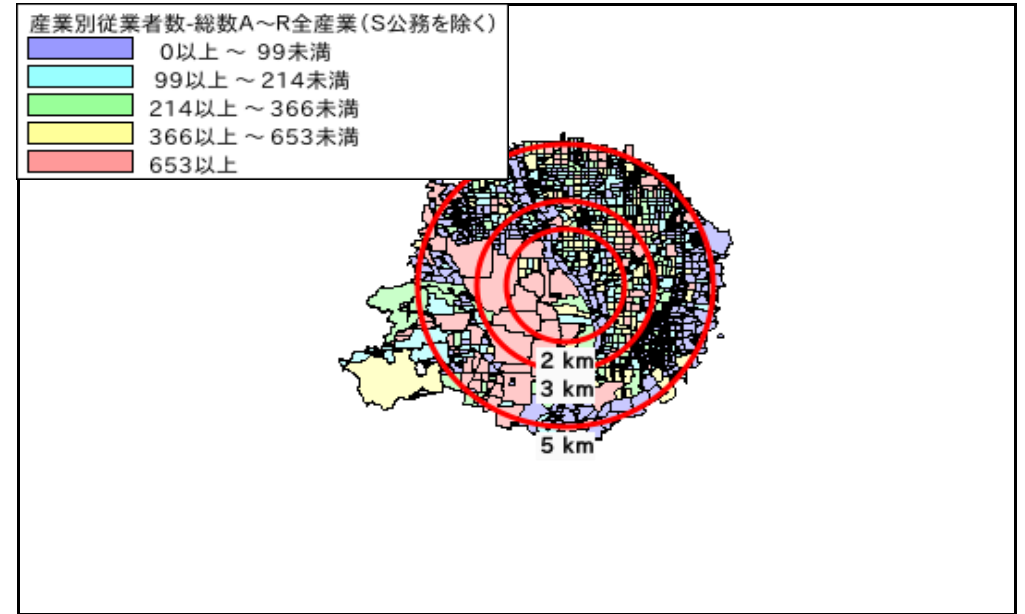 産業別従業者数-総数A～R全産業(S公務を除く)
0以上 ～ 99未満
99以上 ～ 214未満
214以上 ～ 366未満
366以上 ～ 653未満
653以上
2 km
3 km
5 km